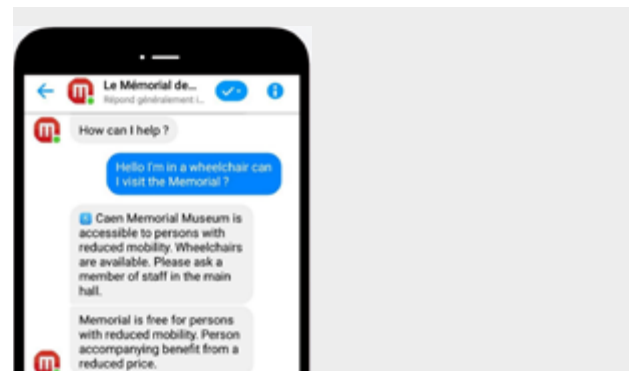 Le Mémorial de...
Répond généralement i...
How can I help ?
Hello I'm in a wheelchair can
I visit the Memorial ?
Caen Memorial Museum is
accessible to persons with
reduced mobility. Wheelchairs
are available. Please ask a
member of staff in the main
hall.
Memorial is free for persons
with reduced mobility. Person
accompanying benefit from a
reduced price.